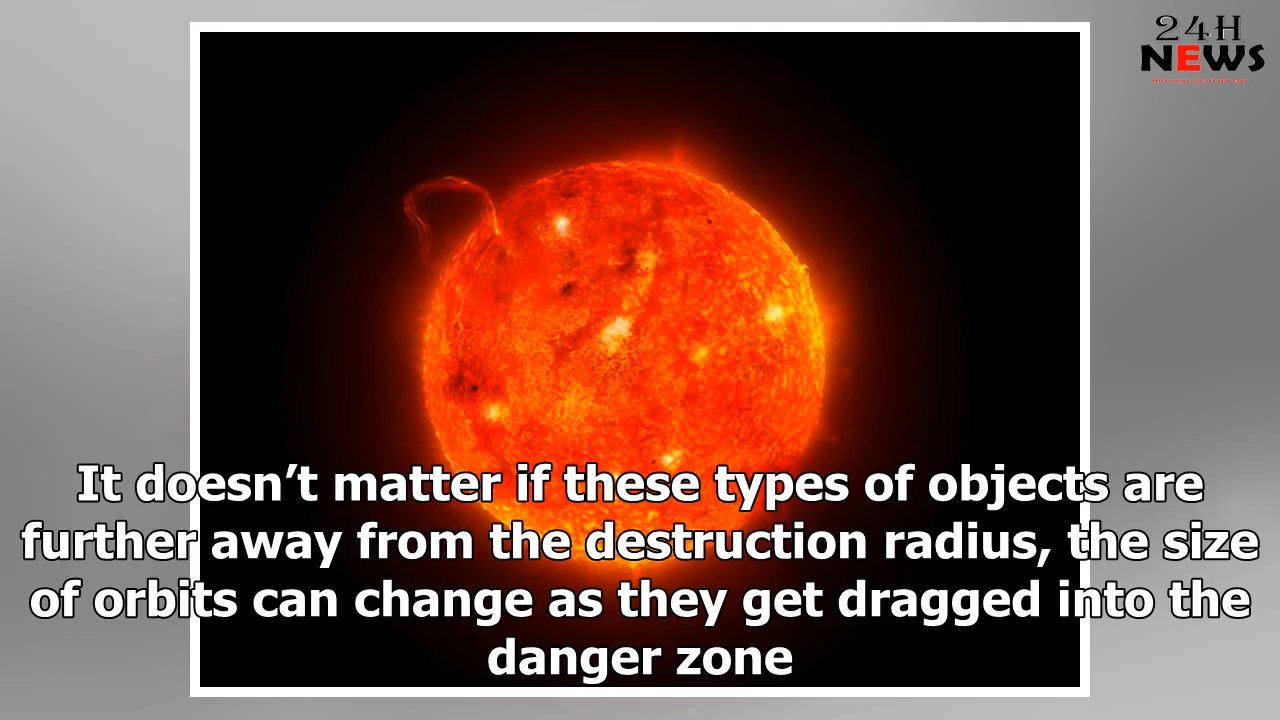 24H
NEWS
It doesn’t matter if these types of objects are
further away from the destruction radius, the size
of orbits can change as they get dragged into the
danger zone